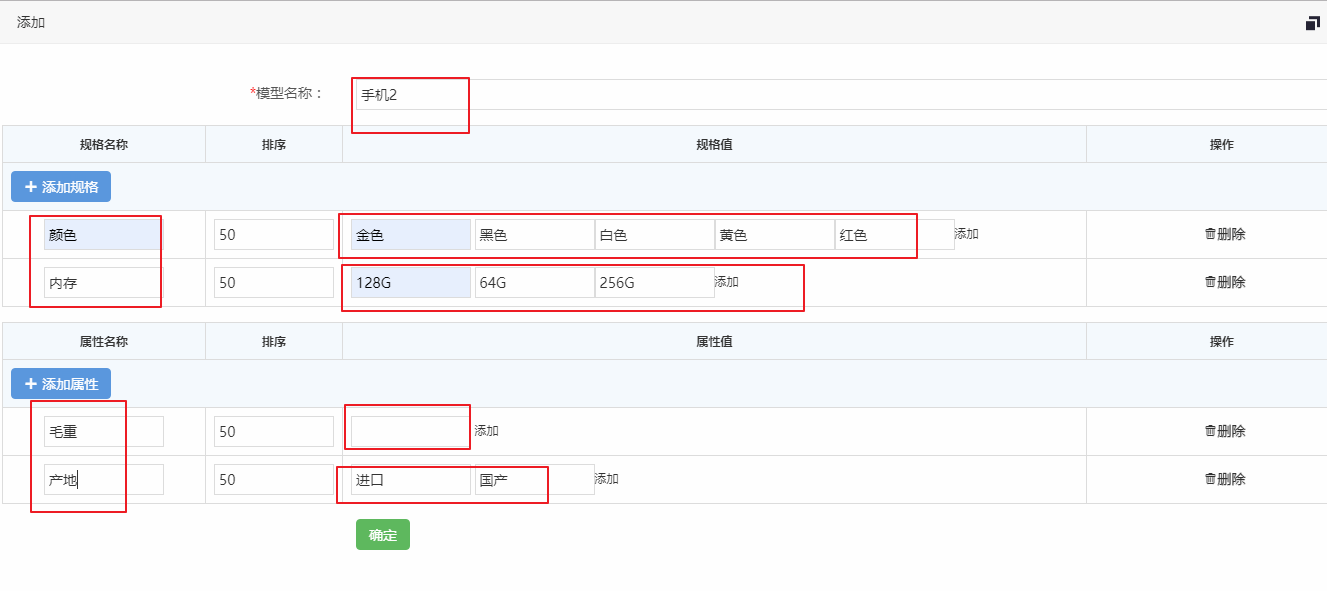 添加
*模型名称： 手机2
规格名称 排序 规格值 操作
添加规格
颜色 50 金色 黑色 白色 黄色 红色 添加 删除
内存 50 128G 64G 256G 添加 删除
属性名称 排序 属性值 操作
添加属性
毛重 50 添加 删除
产地 50 进口 国产 添加 删除
确定